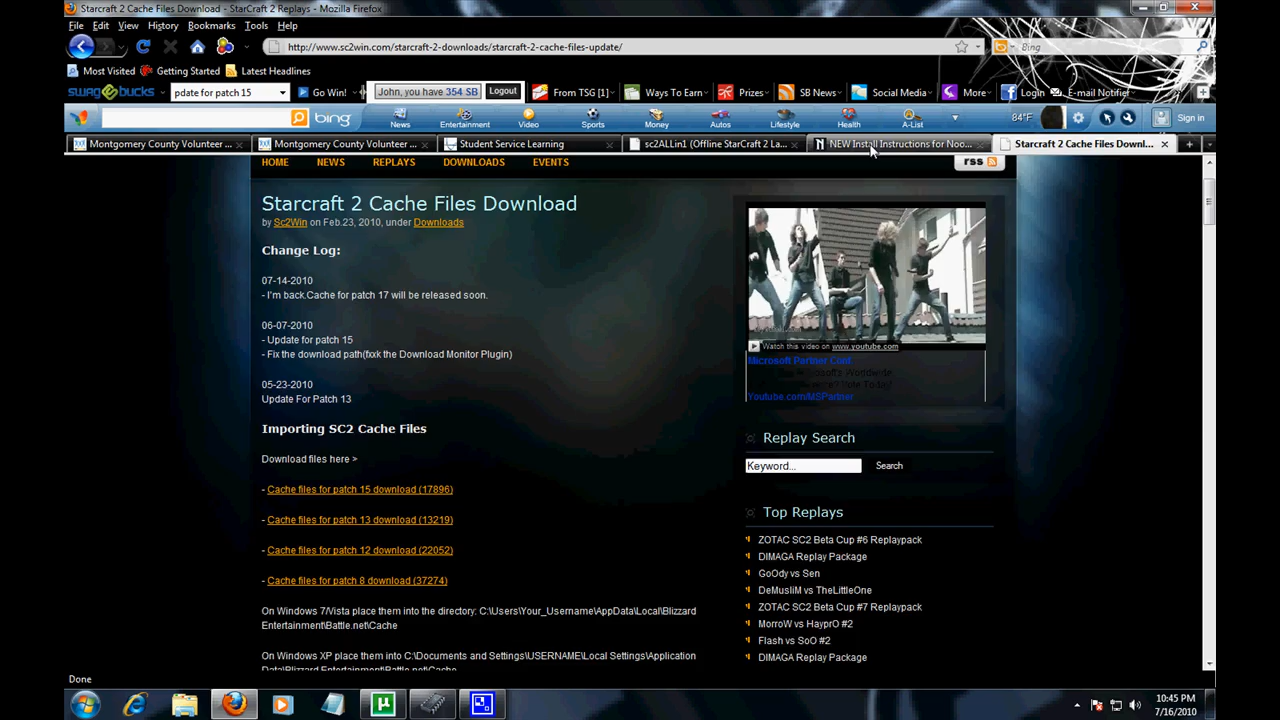 Starcraft 2 Cache Files Download - StarCraft 2 Replays - Mozilla Firefox
File Edit View History Bookmarks Tools Help
http://www.sc2win.com/starcraft-2-downloads/starcraft-2-cache-files-update/
Bing
Most Visited Getting Started Latest Headlines
SWAGBUCKS pdate for patch 15 Go Win! John, you have 354 SB Logout From TSG [1] Ways To Earn Prizes SB News Social Media More Login E-mail Notifier
bing News Entertainment Video Sports Money Autos Lifestyle Health A-List 84°F Sign in
Montgomery County Volunteer ... Montgomery County Volunteer ... Student Service Learning sc2ALLin1 (Offline StarCraft 2 La... NEW Install Instructions for Noo... Starcraft 2 Cache Files Downl...
HOME NEWS REPLAYS DOWNLOADS EVENTS rss
Starcraft 2 Cache Files Download
by Sc2Win on Feb.23, 2010, under Downloads
Change Log:
07-14-2010
- I'm back.Cache for patch 17 will be released soon.
06-07-2010
- Update for patch 15
- Fix the download path(fxxk the Download Monitor Plugin)
05-23-2010
Update For Patch 13
Importing SC2 Cache Files
Download files here >
- Cache files for patch 15 download (17896)
- Cache files for patch 13 download (13219)
- Cache files for patch 12 download (22052)
- Cache files for patch 8 download (37274)
On Windows 7/Vista place them into the directory: C:\Users\Your_Username\AppData\Local\Blizzard
Entertainment\Battle.net\Cache
On Windows XP place them into C:\Documents and Settings\USERNAME\Local Settings\Application
Data\Blizzard Entertainment\Battle.net\Cache
Watch this video on www.youtube.com
Microsoft Partner Conf
Youtube.com/MSPartner
Replay Search
Keyword... Search
Top Replays
ZOTAC SC2 Beta Cup #6 Replaypack
DIMAGA Replay Package
GoOdy vs Sen
DeMusliM vs TheLittleOne
ZOTAC SC2 Beta Cup #7 Replaypack
MorroW vs HayprO #2
Flash vs SoO #2
DIMAGA Replay Package
Done
10:45 PM
7/16/2010